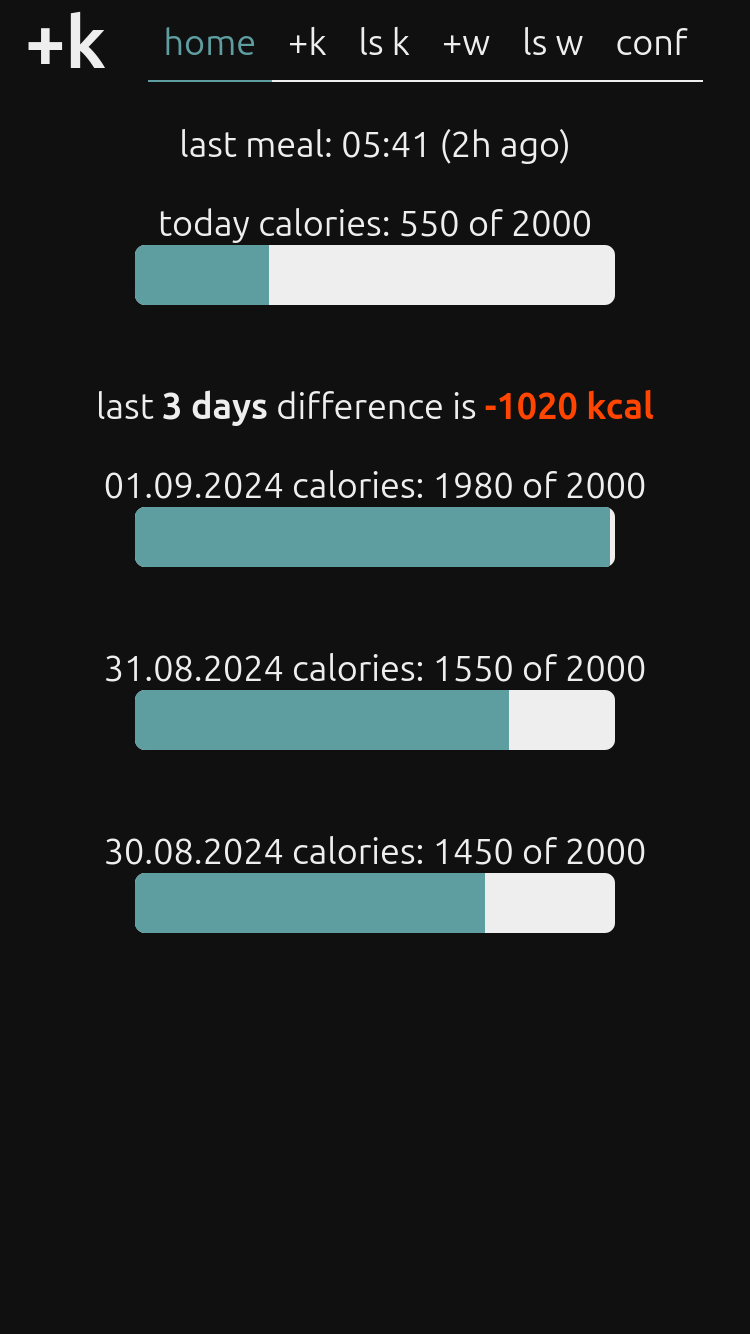 +k home +k ls k +w ls w conf
last meal: 05:41 (2h ago)
today calories: 550 of 2000
last 3 days difference is -1020 kcal
01.09.2024 calories: 1980 of 2000
31.08.2024 calories: 1550 of 2000
30.08.2024 calories: 1450 of 2000